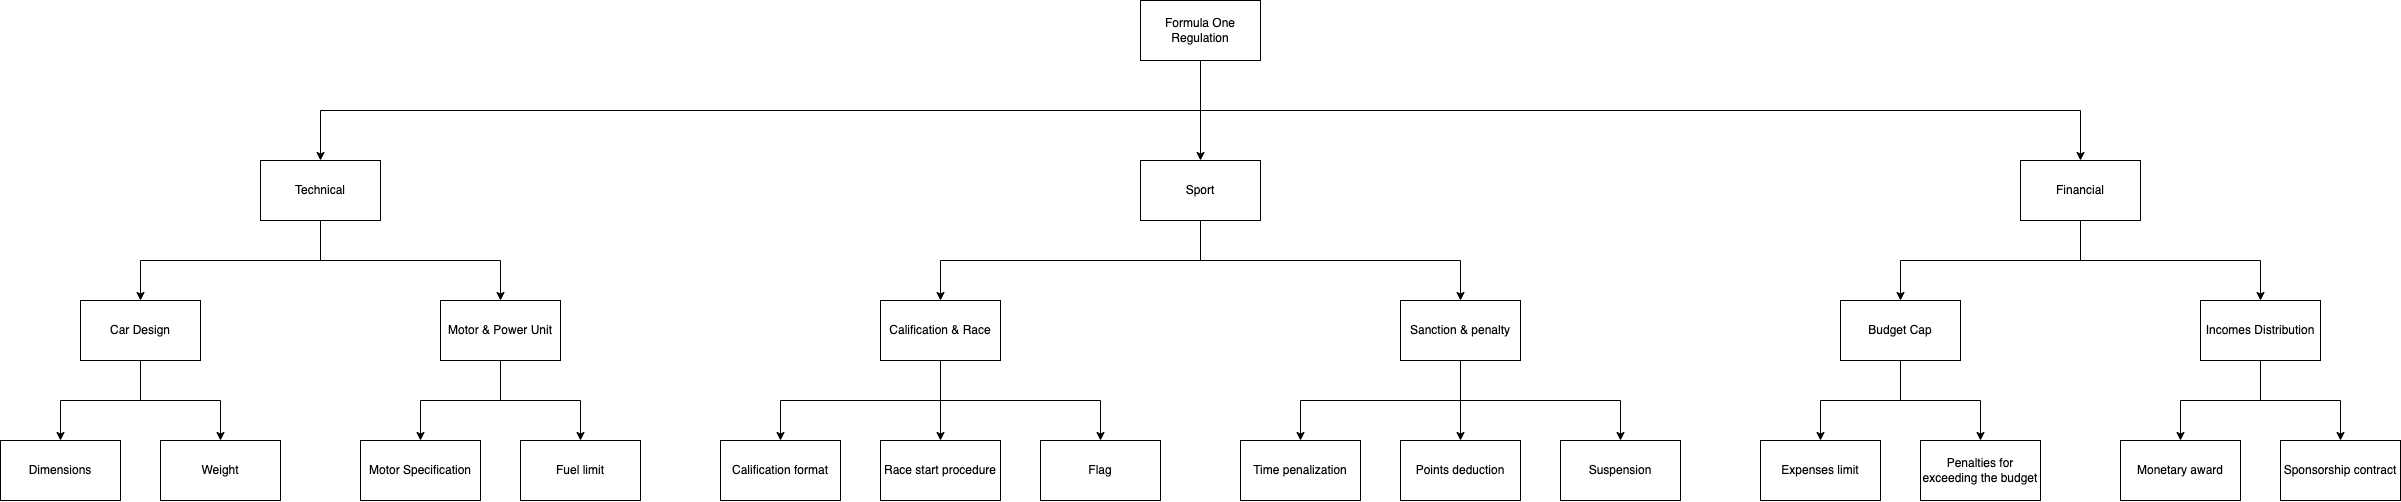 Formula One
Regulation
Technical
Sport
Financial
Car Design
Motor & Power Unit
Calification & Race
Sanction & penalty
Budget Cap
Incomes Distribution
Dimensions
Weight
Motor Specification
Fuel limit
Calification format
Race start procedure
Flag
Time penalization
Points deduction
Suspension
Expenses limit
Penalties for
exceeding the budget
Monetary award
Sponsorship contract